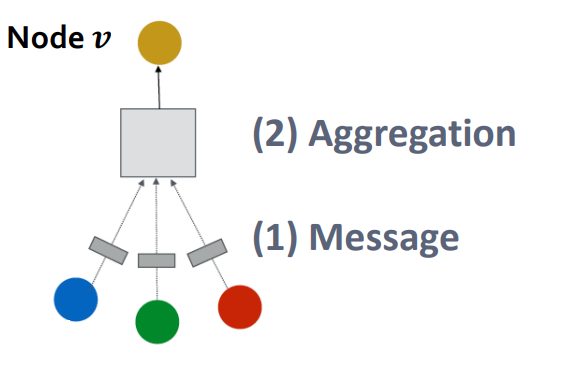 Node v
(2) Aggregation
(1) Message